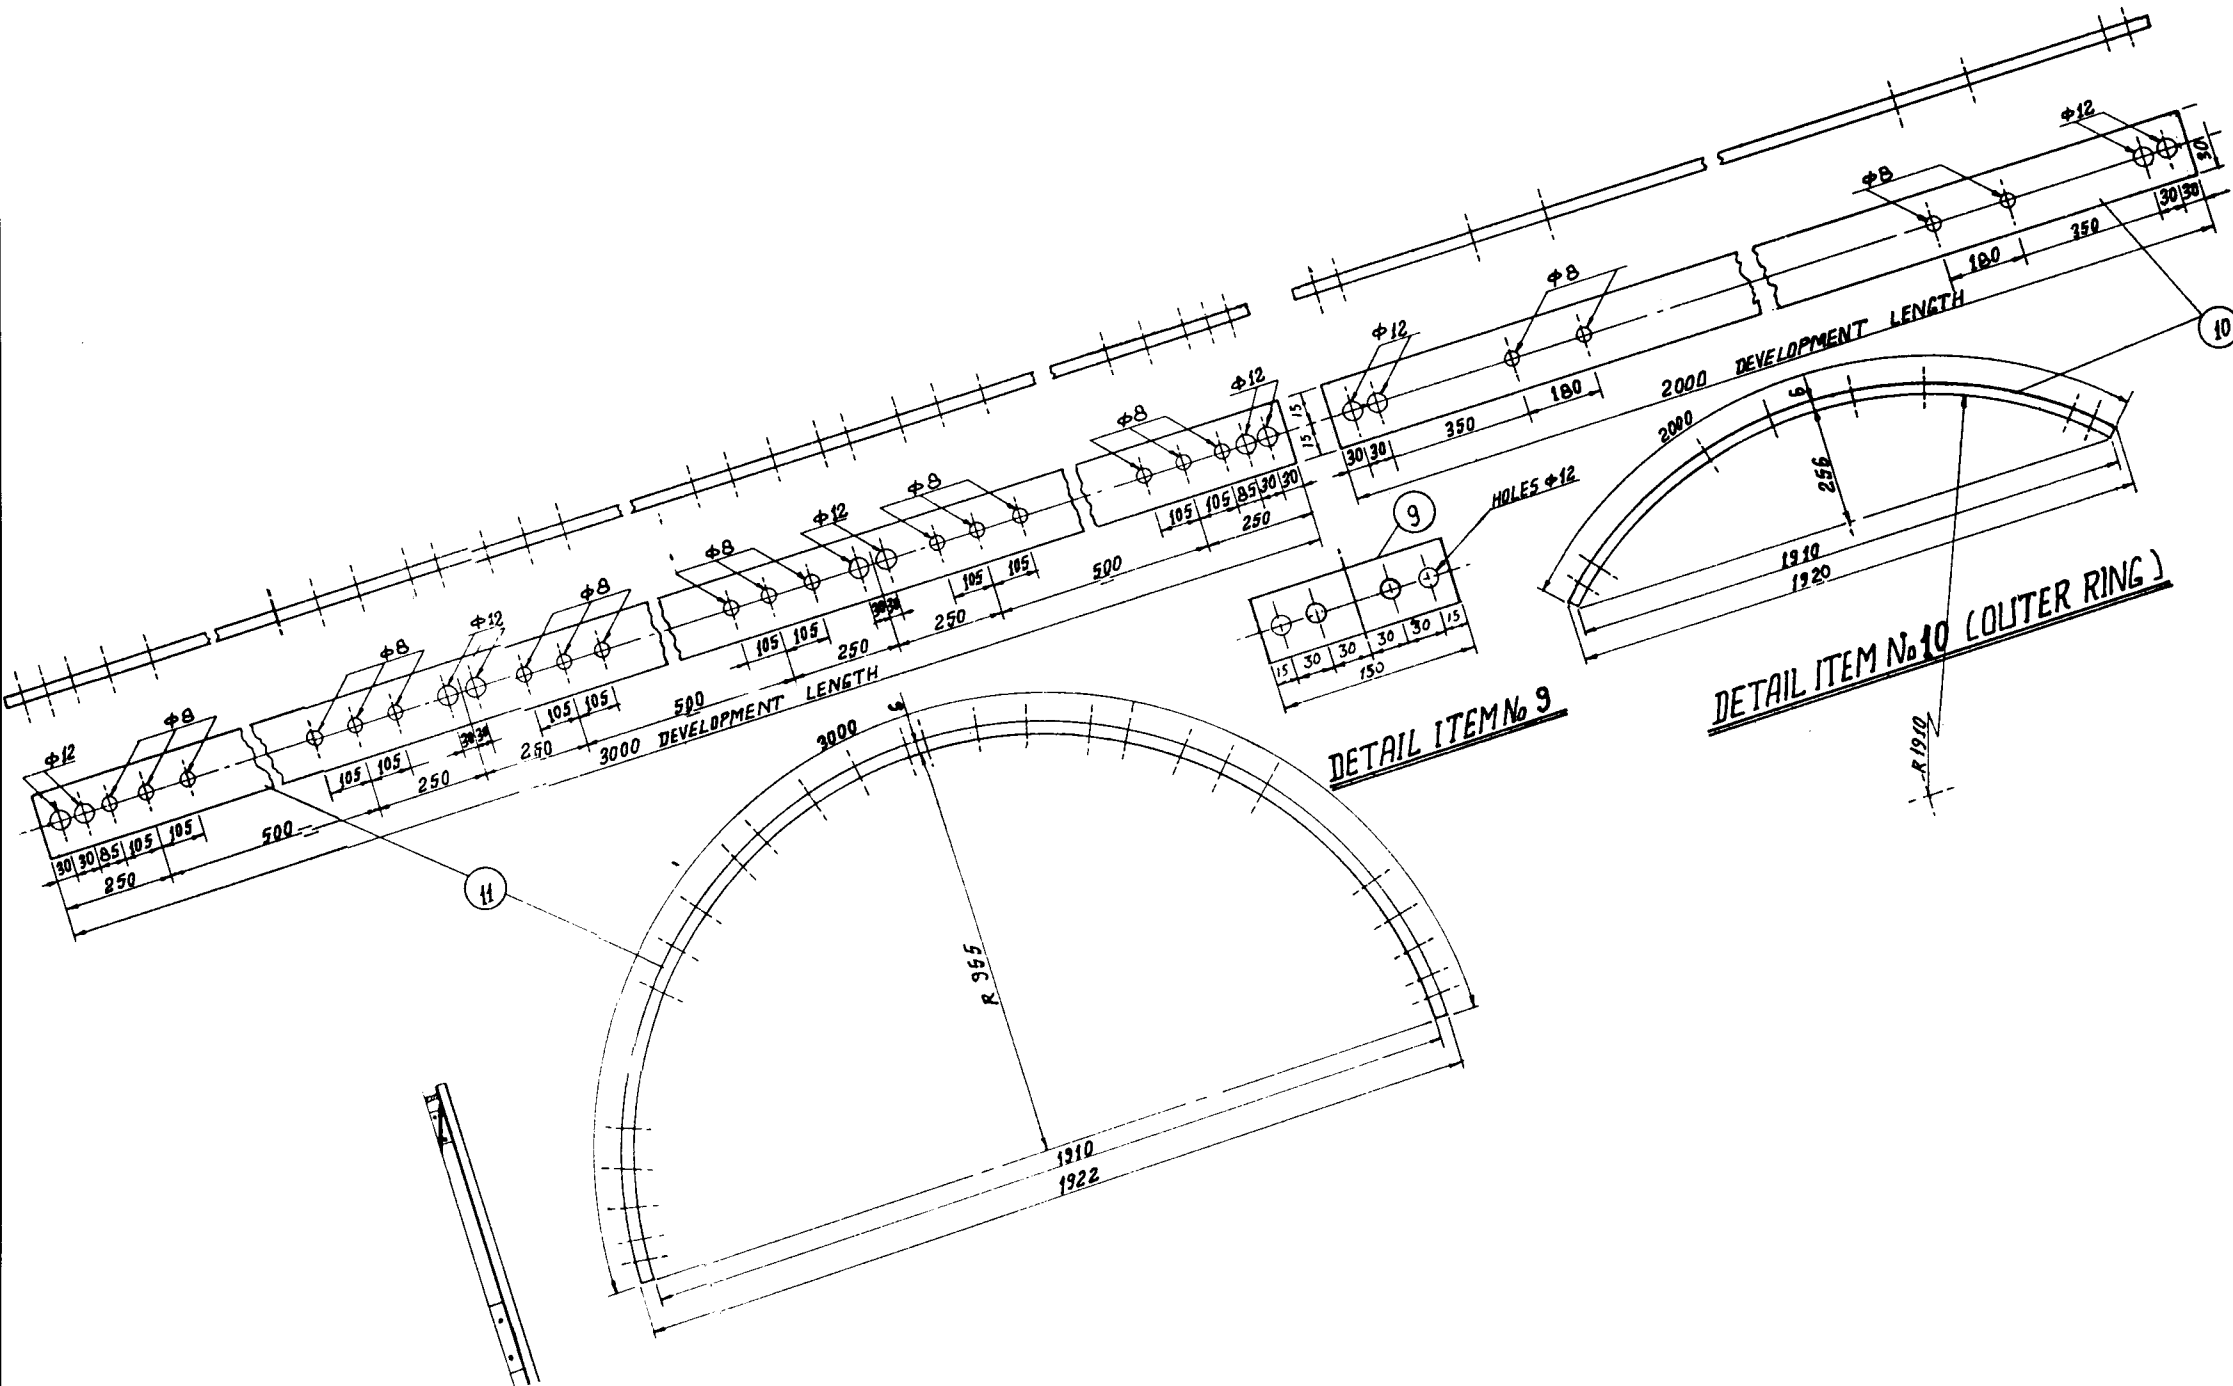 φ12
φ8
30 30 85 105 105
250
500
φ8
105 105
250
φ12
30 30
φ8
105 105
250
500
φ8
105 105
250
φ12
30 30
φ8
105 105
250
500
φ8
φ12
105 105 85 30 30
250
15 15
3000 DEVELOPMENT LENGTH
11
φ12
30 30
350
φ8
180
2000 DEVELOPMENT LENGTH
φ8
180
350
φ12
30 30
30
10
9
HOLES φ12
15 30 30 30 30 15
150
DETAIL ITEM No 9
2000
6
256
1910
1920
R 1910
DETAIL ITEM No 10 (OUTER RING)
3000
6
R 955
1910
1922